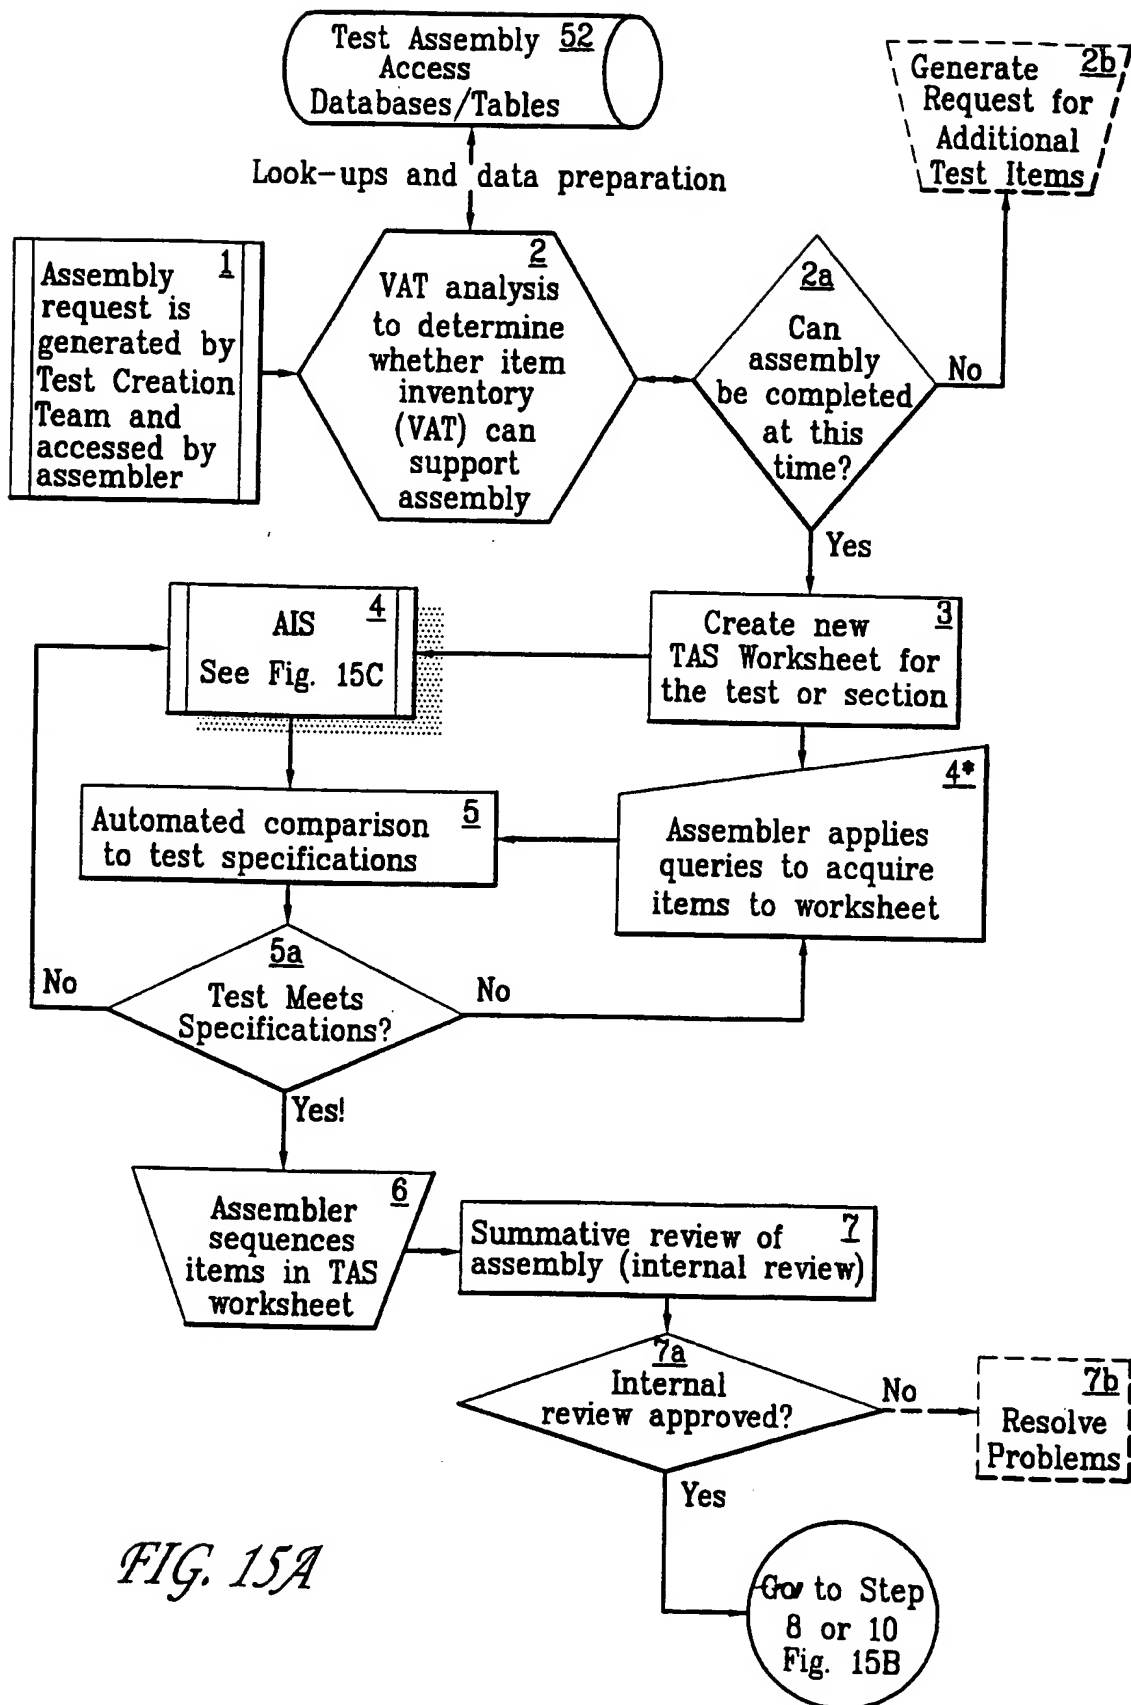 Test Assembly 52
Access
Databases/Tables
Look-ups and data preparation
2b
Generate
Request for
Additional
Test Items
1
Assembly
request is
generated by
Test Creation
Team and
accessed by
assembler
2
VAT analysis
to determine
whether item
inventory
(VAT) can
support
assembly
2a
Can
assembly
be completed
at this
time?
No
Yes
4
AIS
See Fig. 15C
3
Create new
TAS Worksheet for
the test or section
4*
Assembler applies
queries to acquire
items to worksheet
5
Automated comparison
to test specifications
5a
Test Meets
Specifications?
No
No
Yes!
6
Assembler
sequences
items in TAS
worksheet
7
Summative review of
assembly (internal review)
7a
Internal
review approved?
No
7b
Resolve
Problems
Yes
Go to Step
8 or 10
Fig. 15B
FIG. 15A